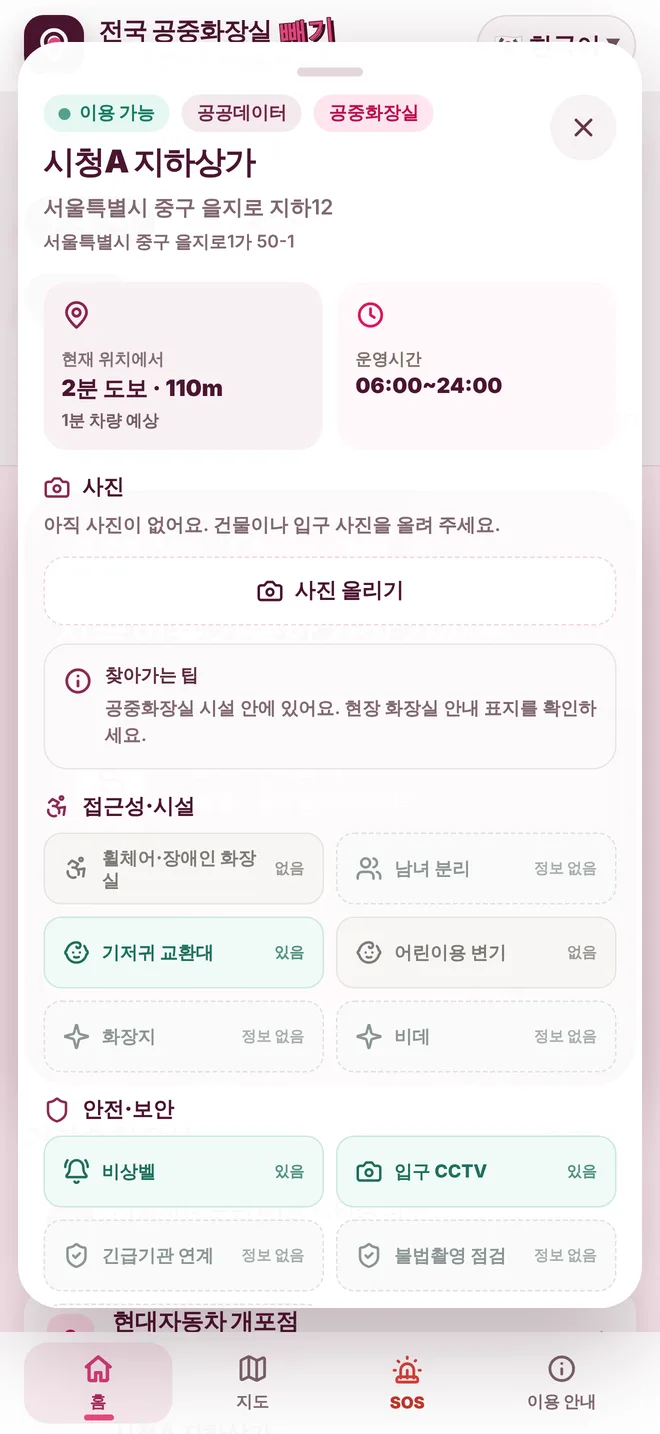 전국 공중화장실 빼기
한국어
이용 가능
공공데이터
공중화장실
시청A 지하상가
서울특별시 중구 을지로 지하12
서울특별시 중구 을지로1가 50-1
현재 위치에서
2분 도보 · 110m
1분 차량 예상
운영시간
06:00~24:00
사진
아직 사진이 없어요. 건물이나 입구 사진을 올려 주세요.
사진 올리기
찾아가는 팁
공중화장실 시설 안에 있어요. 현장 화장실 안내 표지를 확인하
세요.
접근성·시설
휠체어·장애인 화장
실
없음
남녀 분리
정보 없음
기저귀 교환대
있음
어린이용 변기
없음
화장지
정보 없음
비데
정보 없음
안전·보안
비상벨
있음
입구 CCTV
있음
긴급기관 연계
정보 없음
불법촬영 점검
정보 없음
현대자동차 개포점
홈
지도
SOS
이용 안내